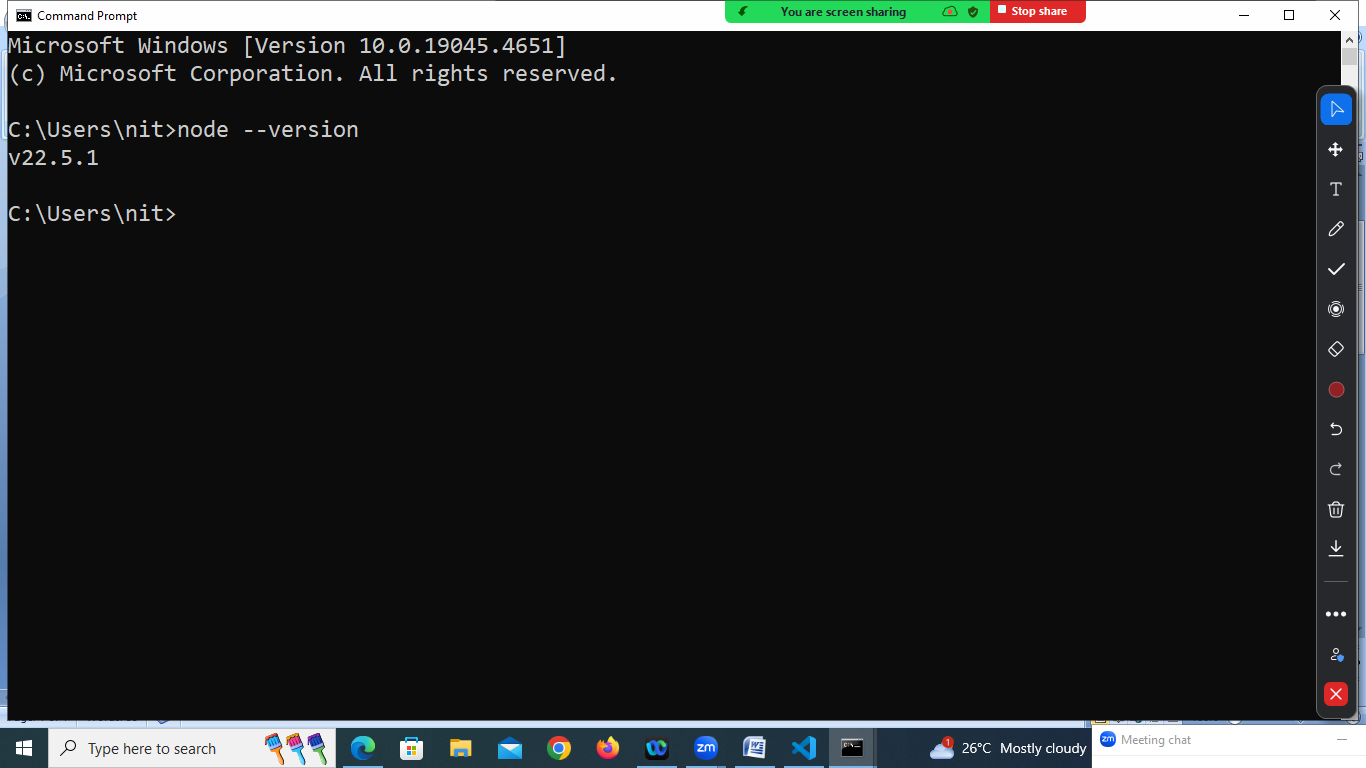 Command Prompt
You are screen sharing
Stop share
Microsoft Windows [Version 10.0.19045.4651]
(c) Microsoft Corporation. All rights reserved.
C:\Users\nit>node --version
v22.5.1
C:\Users\nit>
T
Type here to search
zm
1
26°C Mostly cloudy
zm Meeting chat